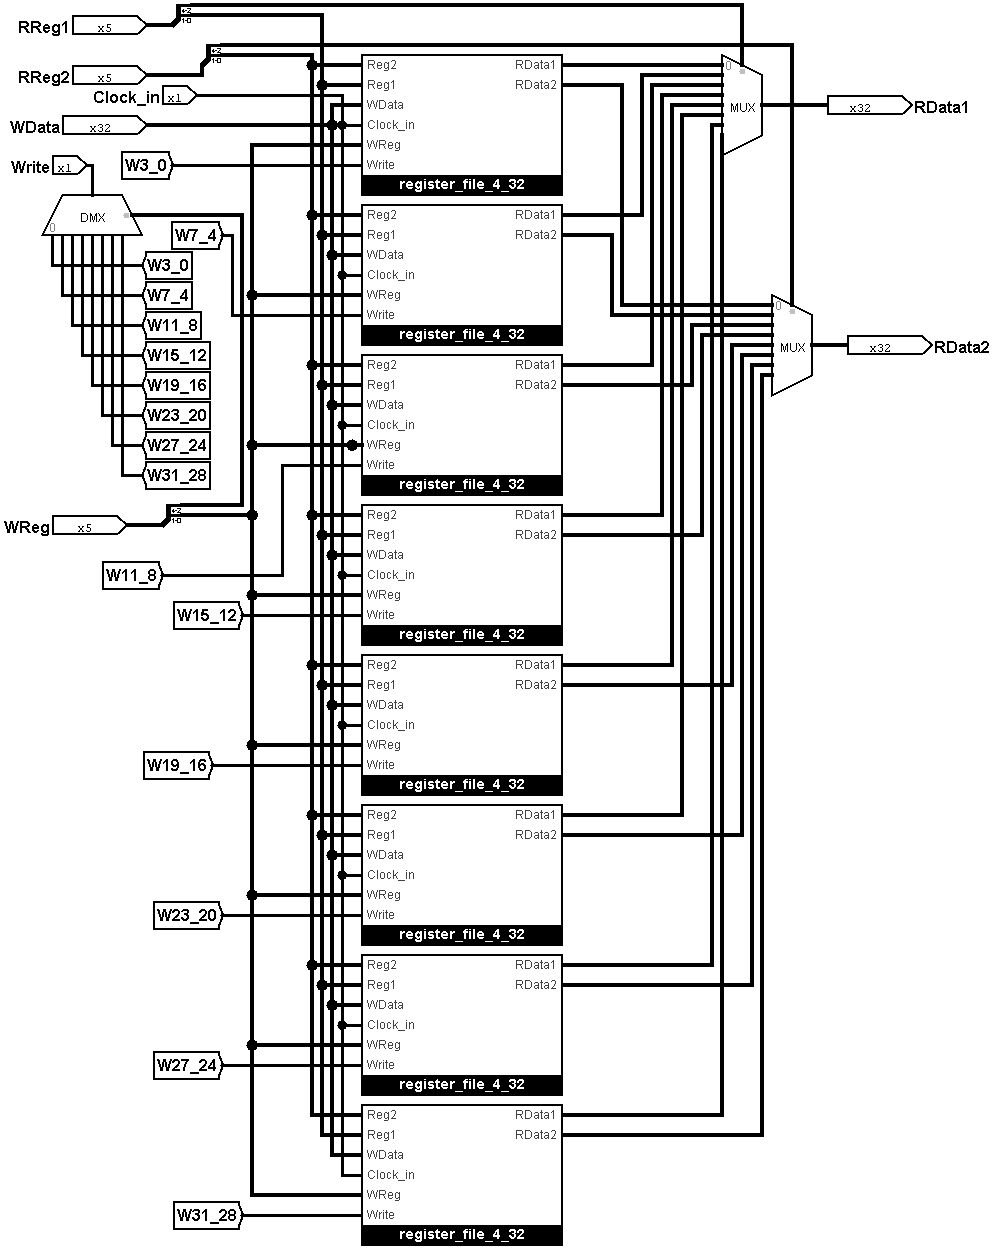 RReg1 x5
4-2
1-0
RReg2 x5
4-2
1-0
Clock_in x1
WData x32
Write x1
DMX
0
W3_0
W7_4
W11_8
W15_12
W19_16
W23_20
W27_24
W31_28
WReg x5
4-2
1-0
W3_0
W7_4
W11_8
W15_12
W19_16
W23_20
W27_24
W31_28
Reg2 RData1
Reg1 RData2
WData
Clock_in
WReg
Write
register_file_4_32
Reg2 RData1
Reg1 RData2
WData
Clock_in
WReg
Write
register_file_4_32
Reg2 RData1
Reg1 RData2
WData
Clock_in
WReg
Write
register_file_4_32
Reg2 RData1
Reg1 RData2
WData
Clock_in
WReg
Write
register_file_4_32
Reg2 RData1
Reg1 RData2
WData
Clock_in
WReg
Write
register_file_4_32
Reg2 RData1
Reg1 RData2
WData
Clock_in
WReg
Write
register_file_4_32
Reg2 RData1
Reg1 RData2
WData
Clock_in
WReg
Write
register_file_4_32
Reg2 RData1
Reg1 RData2
WData
Clock_in
WReg
Write
register_file_4_32
0
MUX
x32 RData1
0
MUX
x32 RData2